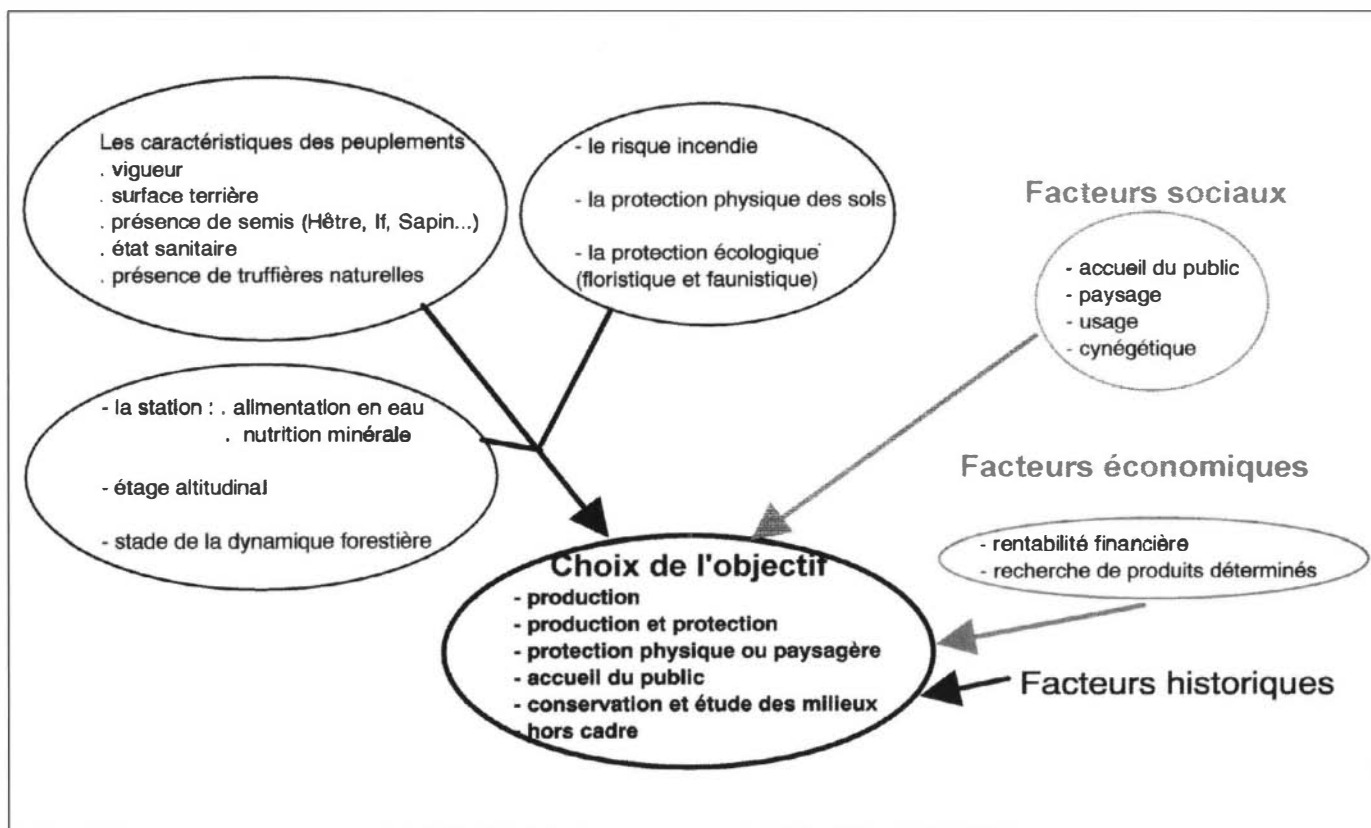 Les caractéristiques des peuplements
. vigueur
. surface terrière
. présence de semis (Hêtre, If, Sapin...)
. état sanitaire
. présence de truffières naturelles
- le risque incendie
- la protection physique des sols
- la protection écologique
(floristique et faunistique)
Facteurs sociaux
- accueil du public
- paysage
- usage
- cynégétique
- la station : . alimentation en eau
. nutrition minérale
- étage altitudinal
- stade de la dynamique forestière
Facteurs économiques
- rentabilité financière
- recherche de produits déterminés
Choix de l'objectif
- production
- production et protection
- protection physique ou paysagère
- accueil du public
- conservation et étude des milieux
- hors cadre
Facteurs historiques